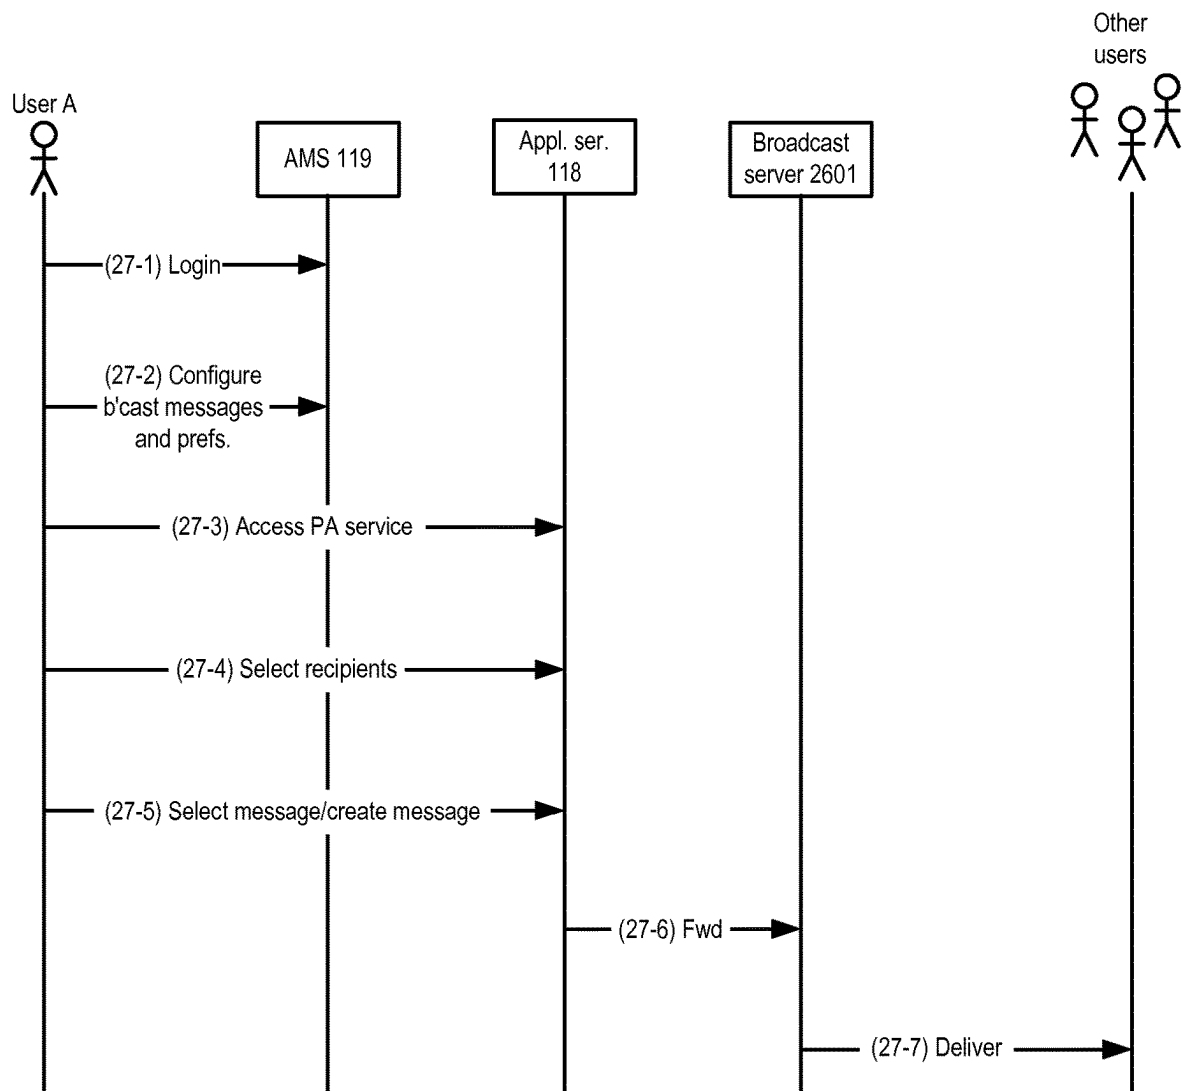 Other
users
User A
AMS 119
Appl. ser.
118
Broadcast
server 2601
(27-1) Login
(27-2) Configure
b'cast messages
and prefs.
(27-3) Access PA service
(27-4) Select recipients
(27-5) Select message/create message
(27-6) Fwd
(27-7) Deliver